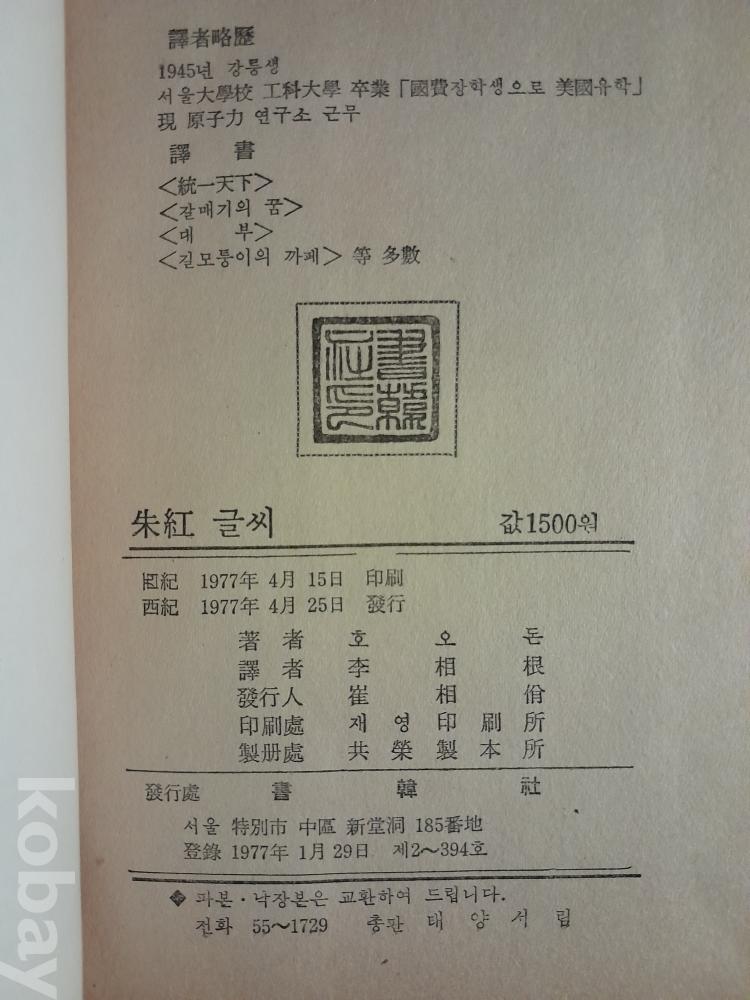 譯者略歷
1945년 강릉생
서울大學校 工科大學 卒業「國費장학생으로 美國유학」
現 原子力 연구소 근무
譯 書
<統一天下>
<갈매기의 꿈>
<대 부>
<길모퉁이의 까페> 等 多數
書韓
社印
朱紅 글씨 값1500원
西紀 1977年 4月 15日 印刷
西紀 1977年 4月 25日 發行
著者 호오돈
譯者 李相根
發行人 崔相
印刷處 재영印刷所
製册處 共榮製本所
發行處 書韓社
서울 特別市 中區 新堂洞 185番地
登錄 1977年 1月 29日 제2~394호
파본·낙장본은 교환하여 드립니다.
전화 55~1729 총판 태양서림
kobay